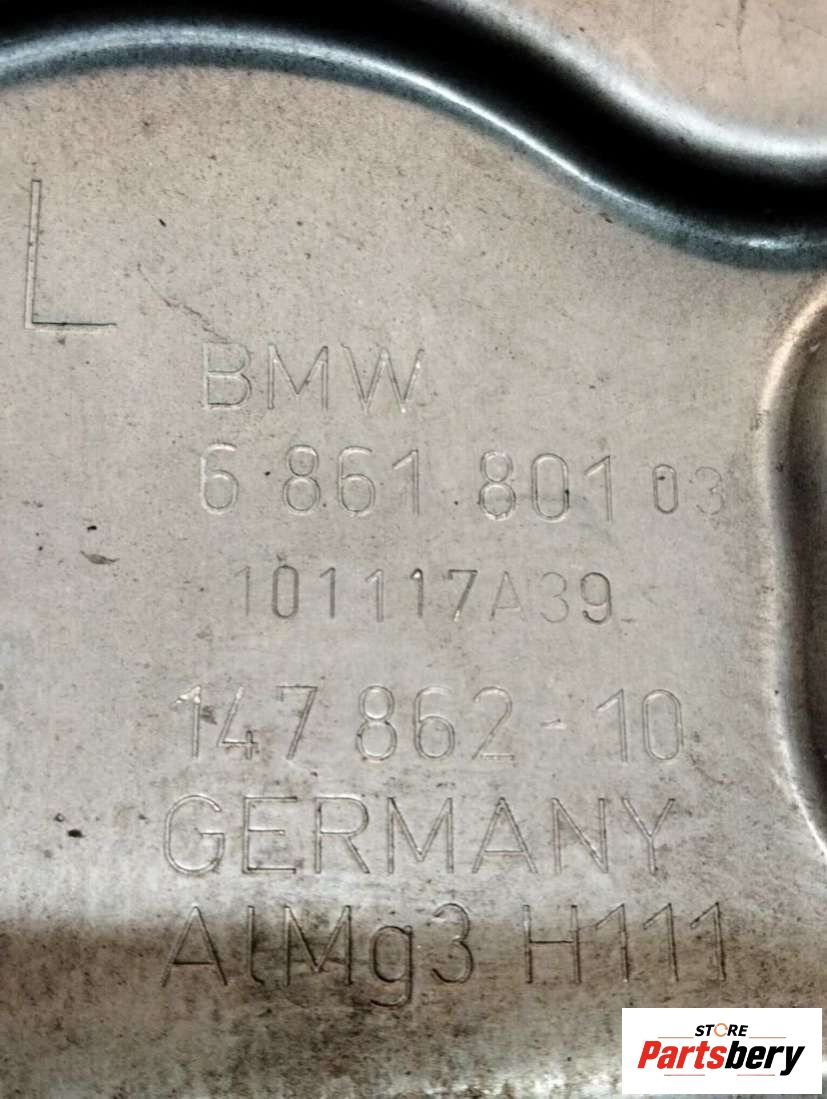 L
BMW
6 861 801 03
101117A39
147 862-10
GERMANY
AlMg3 H111
STORE
Partsbery